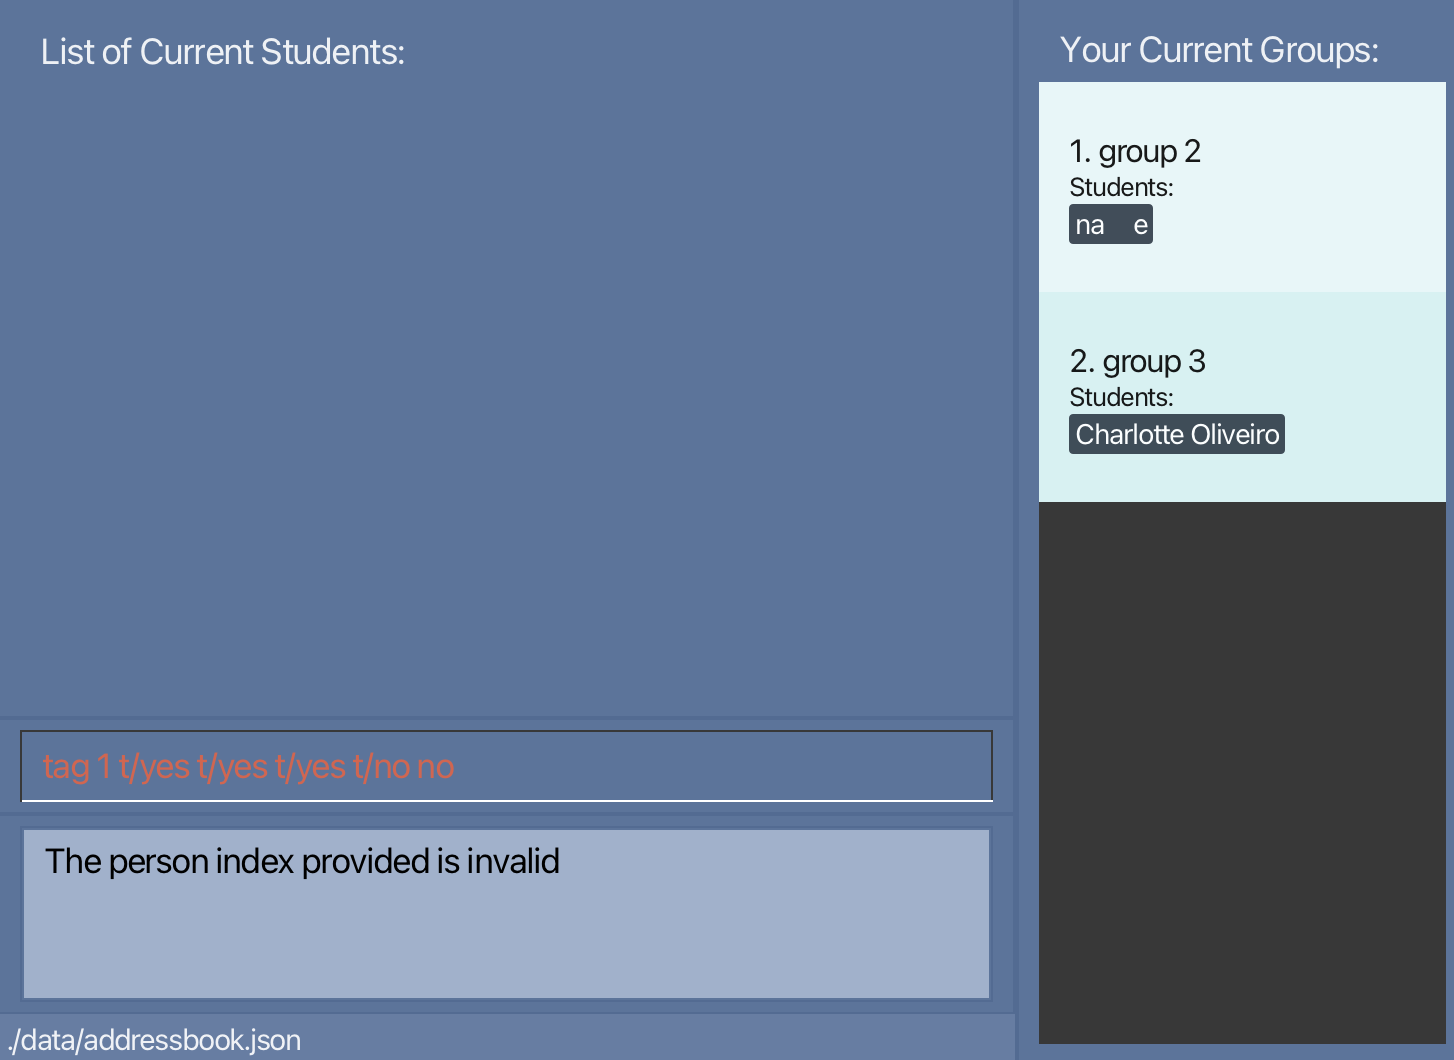 List of Current Students:
Your Current Groups:
1. group 2
Students:
na    e
2. group 3
Students:
Charlotte Oliveiro
tag 1 t/yes t/yes t/yes t/no no
The person index provided is invalid
./data/addressbook.json